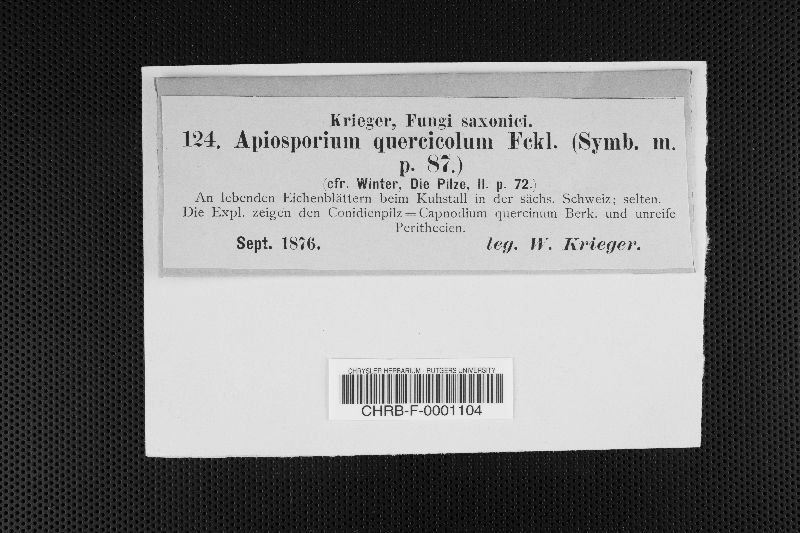 Krieger, Fungi saxonici.
124. Apiosporium quercicolum Fckl. (Symb. m.
p. 87.)
(cfr. Winter, Die Pilze, II. p. 72.)
An lebenden Eichenblättern beim Kuhstall in der sächs. Schweiz; selten.
Die Expl. zeigen den Conidienpilz = Capnodium quercinum Berk. und unreife
Perithecien.
Sept. 1876. leg. W. Krieger.
CHRYSLER HERBARIUM - RUTGERS UNIVERSITY
CHRB-F-0001104